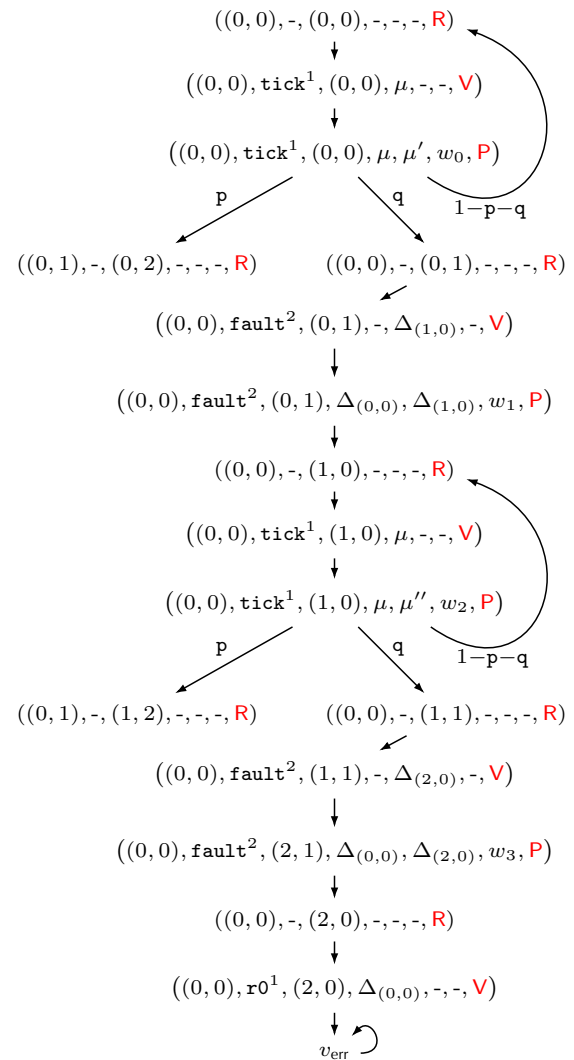 ((0, 0), -, (0, 0), -, -, -, R)
((0, 0), tick¹, (0, 0), μ, -, -, V)
((0, 0), tick¹, (0, 0), μ, μ′, w₀, P)
p q 1−p−q
((0, 1), -, (0, 2), -, -, -, R) ((0, 0), -, (0, 1), -, -, -, R)
((0, 0), fault², (0, 1), -, Δ₍₁,₀₎, -, V)
((0, 0), fault², (0, 1), Δ₍₀,₀₎, Δ₍₁,₀₎, w₁, P)
((0, 0), -, (1, 0), -, -, -, R)
((0, 0), tick¹, (1, 0), μ, -, -, V)
((0, 0), tick¹, (1, 0), μ, μ′′, w₂, P)
p q 1−p−q
((0, 1), -, (1, 2), -, -, -, R) ((0, 0), -, (1, 1), -, -, -, R)
((0, 0), fault², (1, 1), -, Δ₍₂,₀₎, -, V)
((0, 0), fault², (2, 1), Δ₍₀,₀₎, Δ₍₂,₀₎, w₃, P)
((0, 0), -, (2, 0), -, -, -, R)
((0, 0), r0¹, (2, 0), Δ₍₀,₀₎, -, -, V)
v_err